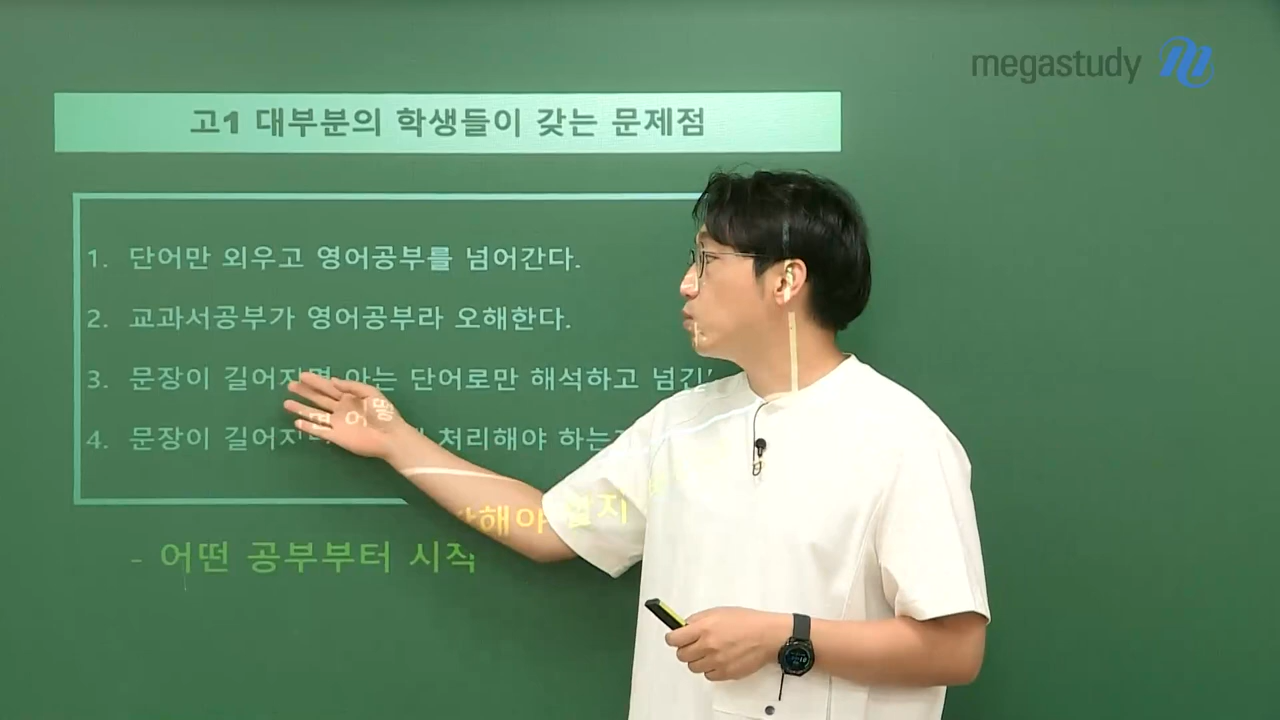 megastudy
고1 대부분의 학생들이 갖는 문제점
1. 단어만 외우고 영어공부를 넘어간다.
2. 교과서공부가 영어공부라 오해한다.
3. 문장이 길어지면 아는 단어로만 해석하고
4. 문장이 길어지면 처리해야
- 어떤 공부부터 시작